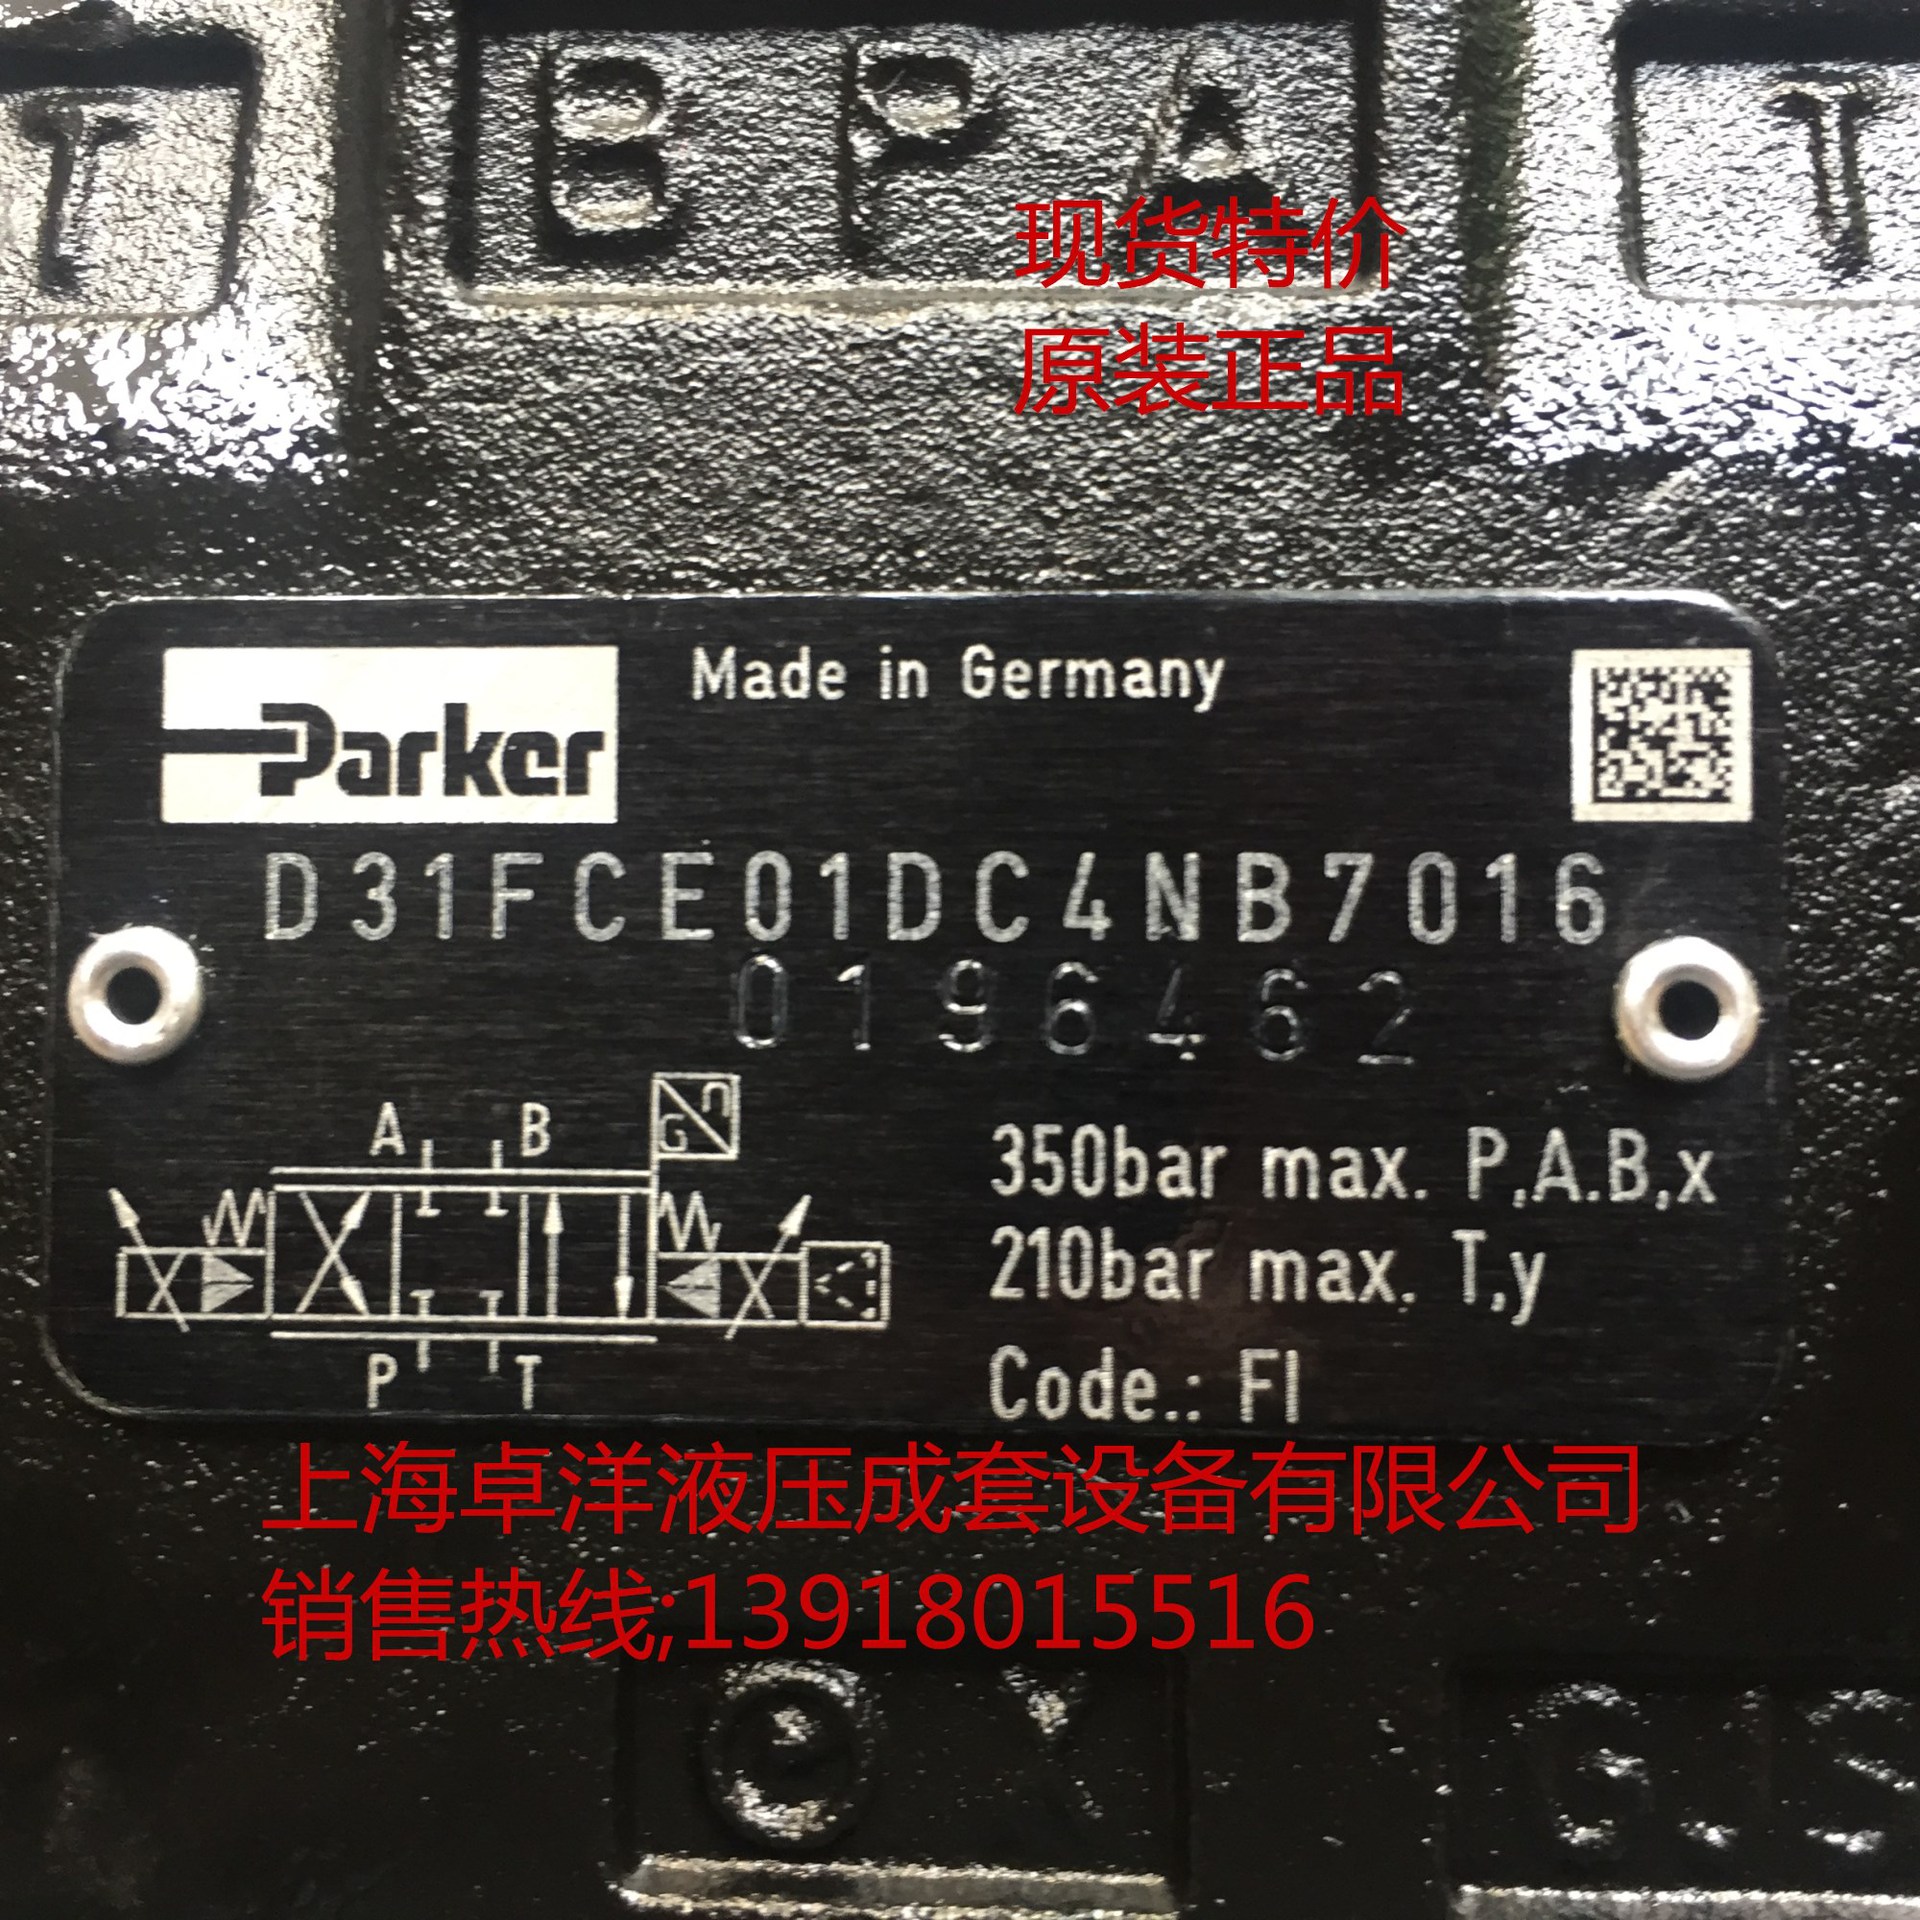 T B P A T
现货特价
原装正品
Made in Germany
Parker
D31FCE01DC4NB7016
0196462
A B
G U
350bar max. P,A.B,x
210bar max. T,y
P T
Code.: FI
上海卓洋液压成套设备有限公司
销售热线;13918015516